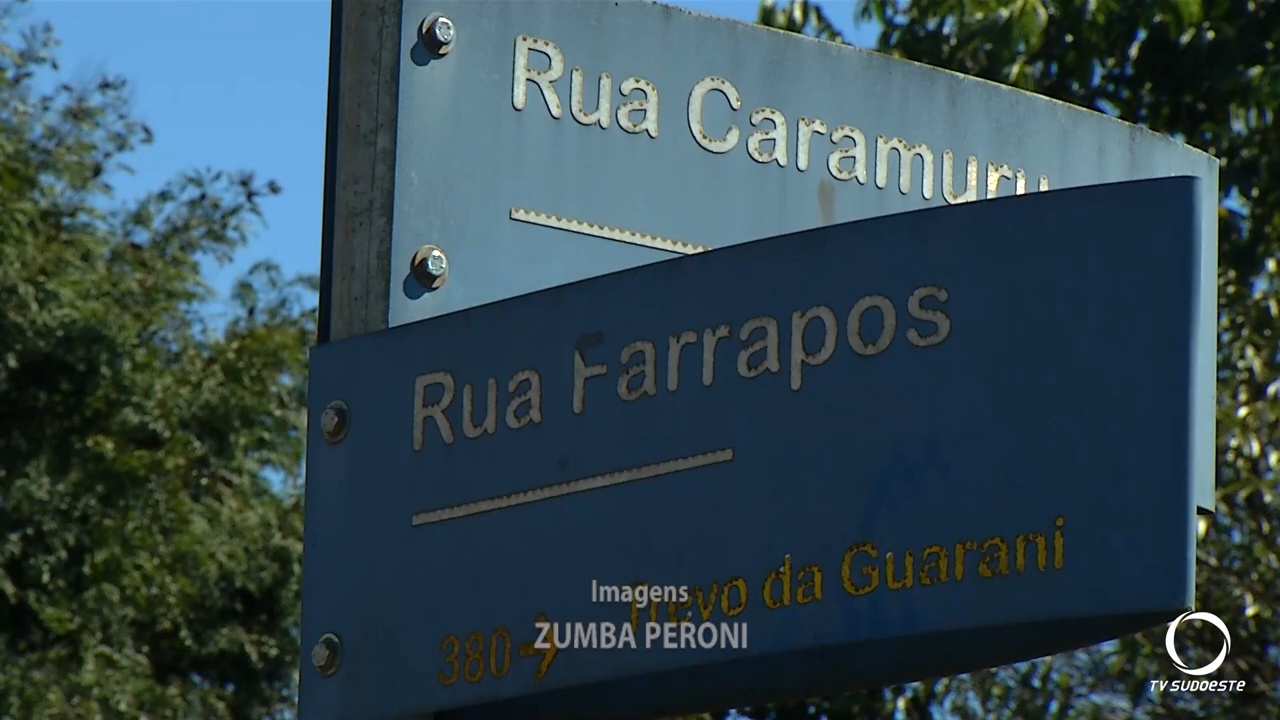 Rua Caramuru
Rua Farrapos
Trevo da Guarani
380→
Imagens
ZUMBA PERONI
TV SUDOESTE